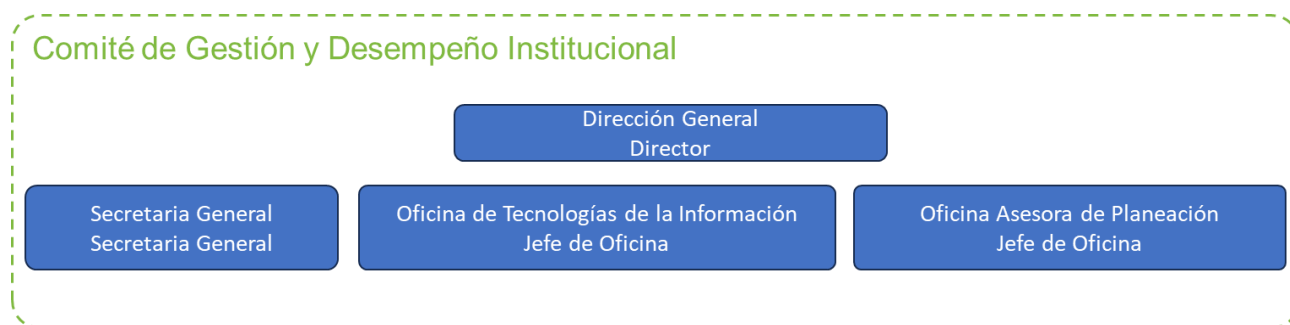 Comité de Gestión y Desempeño Institucional
Dirección General
Director
Secretaria General
Secretaria General
Oficina de Tecnologías de la Información
Jefe de Oficina
Oficina Asesora de Planeación
Jefe de Oficina